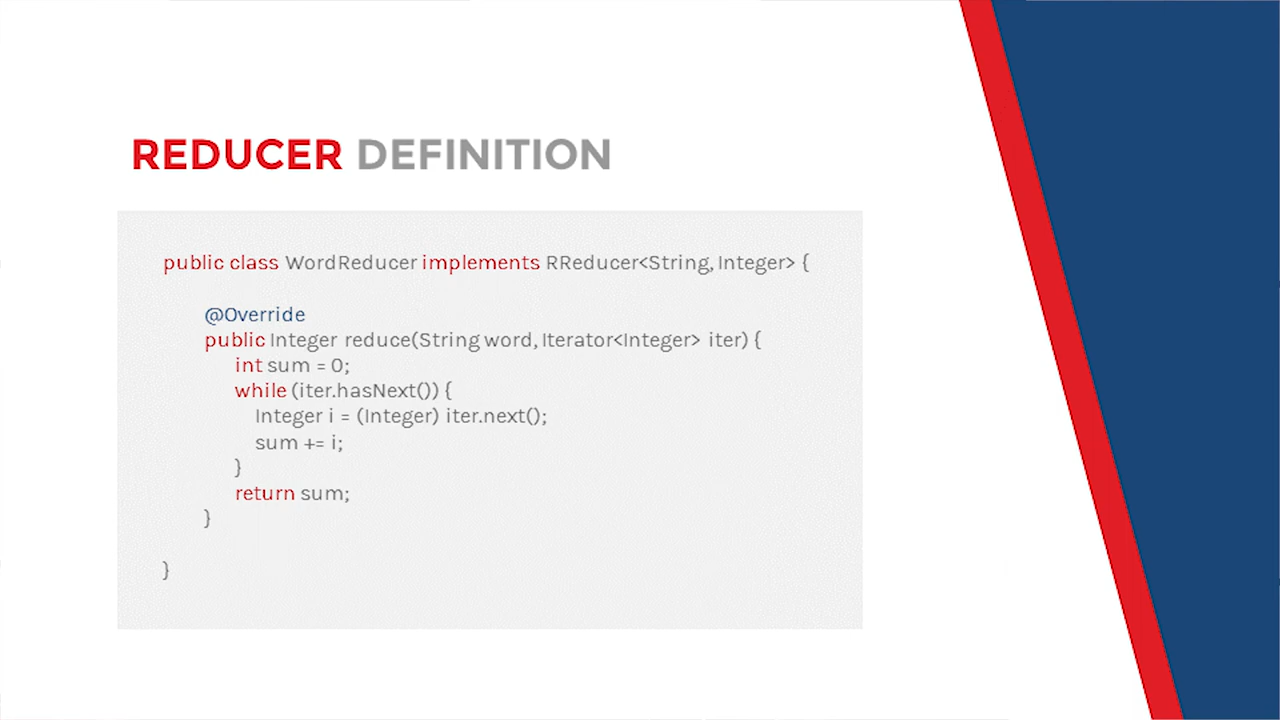 REDUCER DEFINITION
public class WordReducer implements RReducer<String, Integer> {
@Override
public Integer reduce(String word, Iterator<Integer> iter) {
int sum = 0;
while (iter.hasNext()) {
Integer i = (Integer) iter.next();
sum += i;
}
return sum;
}
}